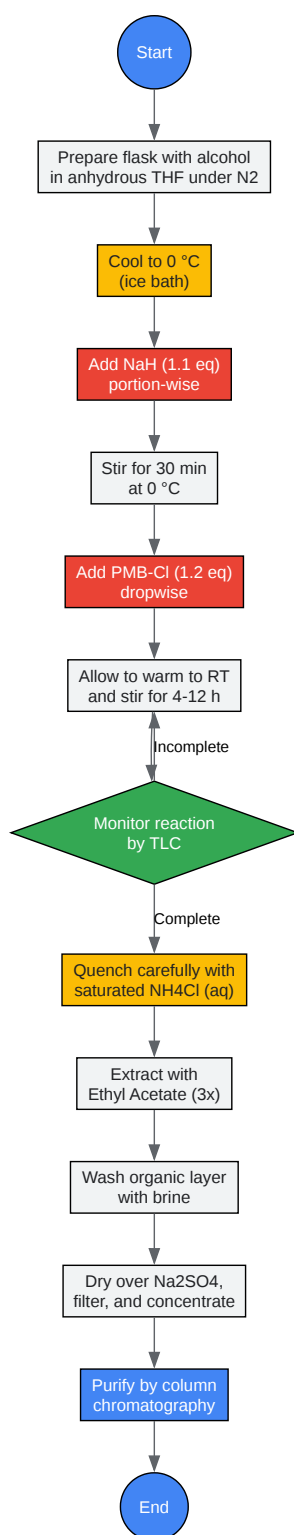 Start
Prepare flask with alcohol
in anhydrous THF under N2
Cool to 0 °C
(ice bath)
Add NaH (1.1 eq)
portion-wise
Stir for 30 min
at 0 °C
Add PMB-Cl (1.2 eq)
dropwise
Allow to warm to RT
and stir for 4-12 h
Incomplete
Monitor reaction
by TLC
Complete
Quench carefully with
saturated NH4Cl (aq)
Extract with
Ethyl Acetate (3x)
Wash organic layer
with brine
Dry over Na2SO4,
filter, and concentrate
Purify by column
chromatography
End